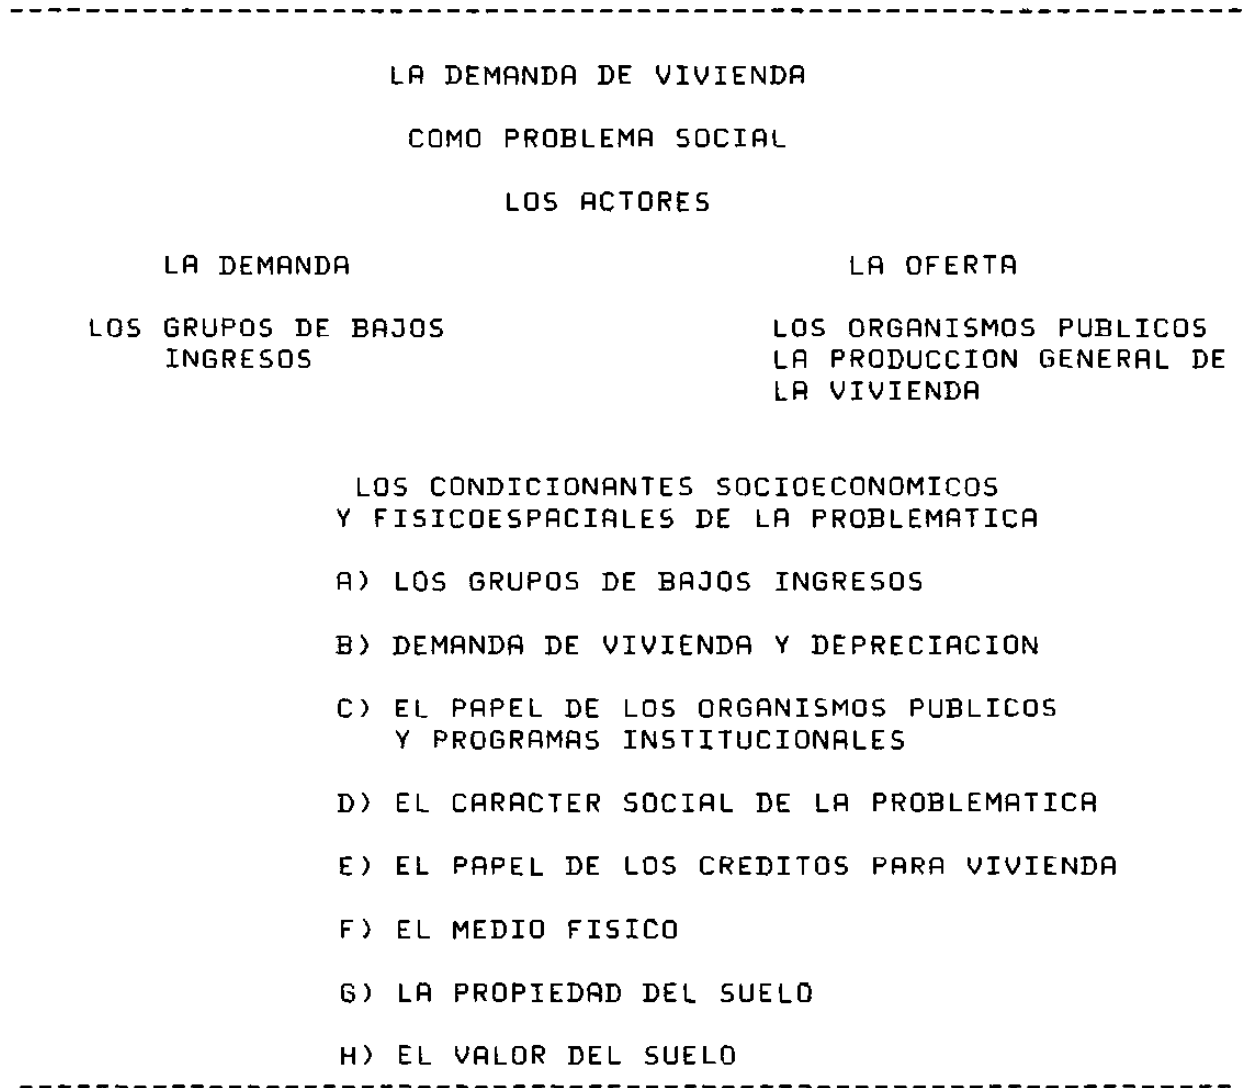 LA DEMANDA DE VIVIENDA
COMO PROBLEMA SOCIAL
LOS ACTORES
LA DEMANDA LA OFERTA
LOS GRUPOS DE BAJOS LOS ORGANISMOS PUBLICOS
INGRESOS LA PRODUCCION GENERAL DE
LA VIVIENDA
LOS CONDICIONANTES SOCIOECONOMICOS
Y FISICOESPACIALES DE LA PROBLEMATICA
A) LOS GRUPOS DE BAJOS INGRESOS
B) DEMANDA DE VIVIENDA Y DEPRECIACION
C) EL PAPEL DE LOS ORGANISMOS PUBLICOS
Y PROGRAMAS INSTITUCIONALES
D) EL CARACTER SOCIAL DE LA PROBLEMATICA
E) EL PAPEL DE LOS CREDITOS PARA VIVIENDA
F) EL MEDIO FISICO
G) LA PROPIEDAD DEL SUELO
H) EL VALOR DEL SUELO